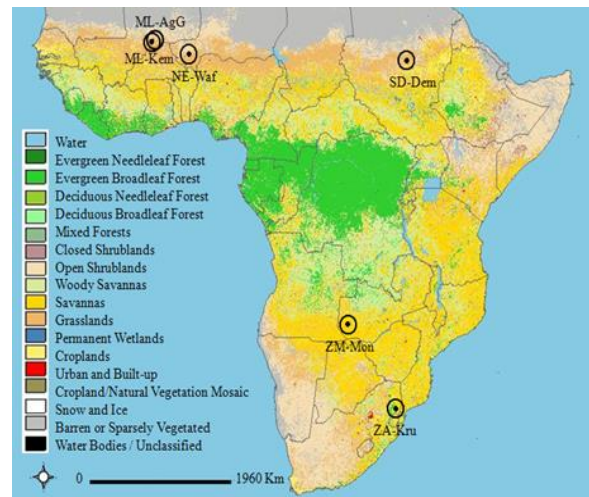 ML-AgG
ML-Kem
NE-Waf
SD-Dem
Water
Evergreen Needleleaf Forest
Evergreen Broadleaf Forest
Deciduous Needleleaf Forest
Deciduous Broadleaf Forest
Mixed Forests
Closed Shrublands
Open Shrublands
Woody Savannas
Savannas
Grasslands
Permanent Wetlands
Croplands
Urban and Built-up
Cropland/Natural Vegetation Mosaic
Snow and Ice
Barren or Sparsely Vegetated
Water Bodies / Unclassified
ZM-Mon
ZA-Kru
0 1960 Km